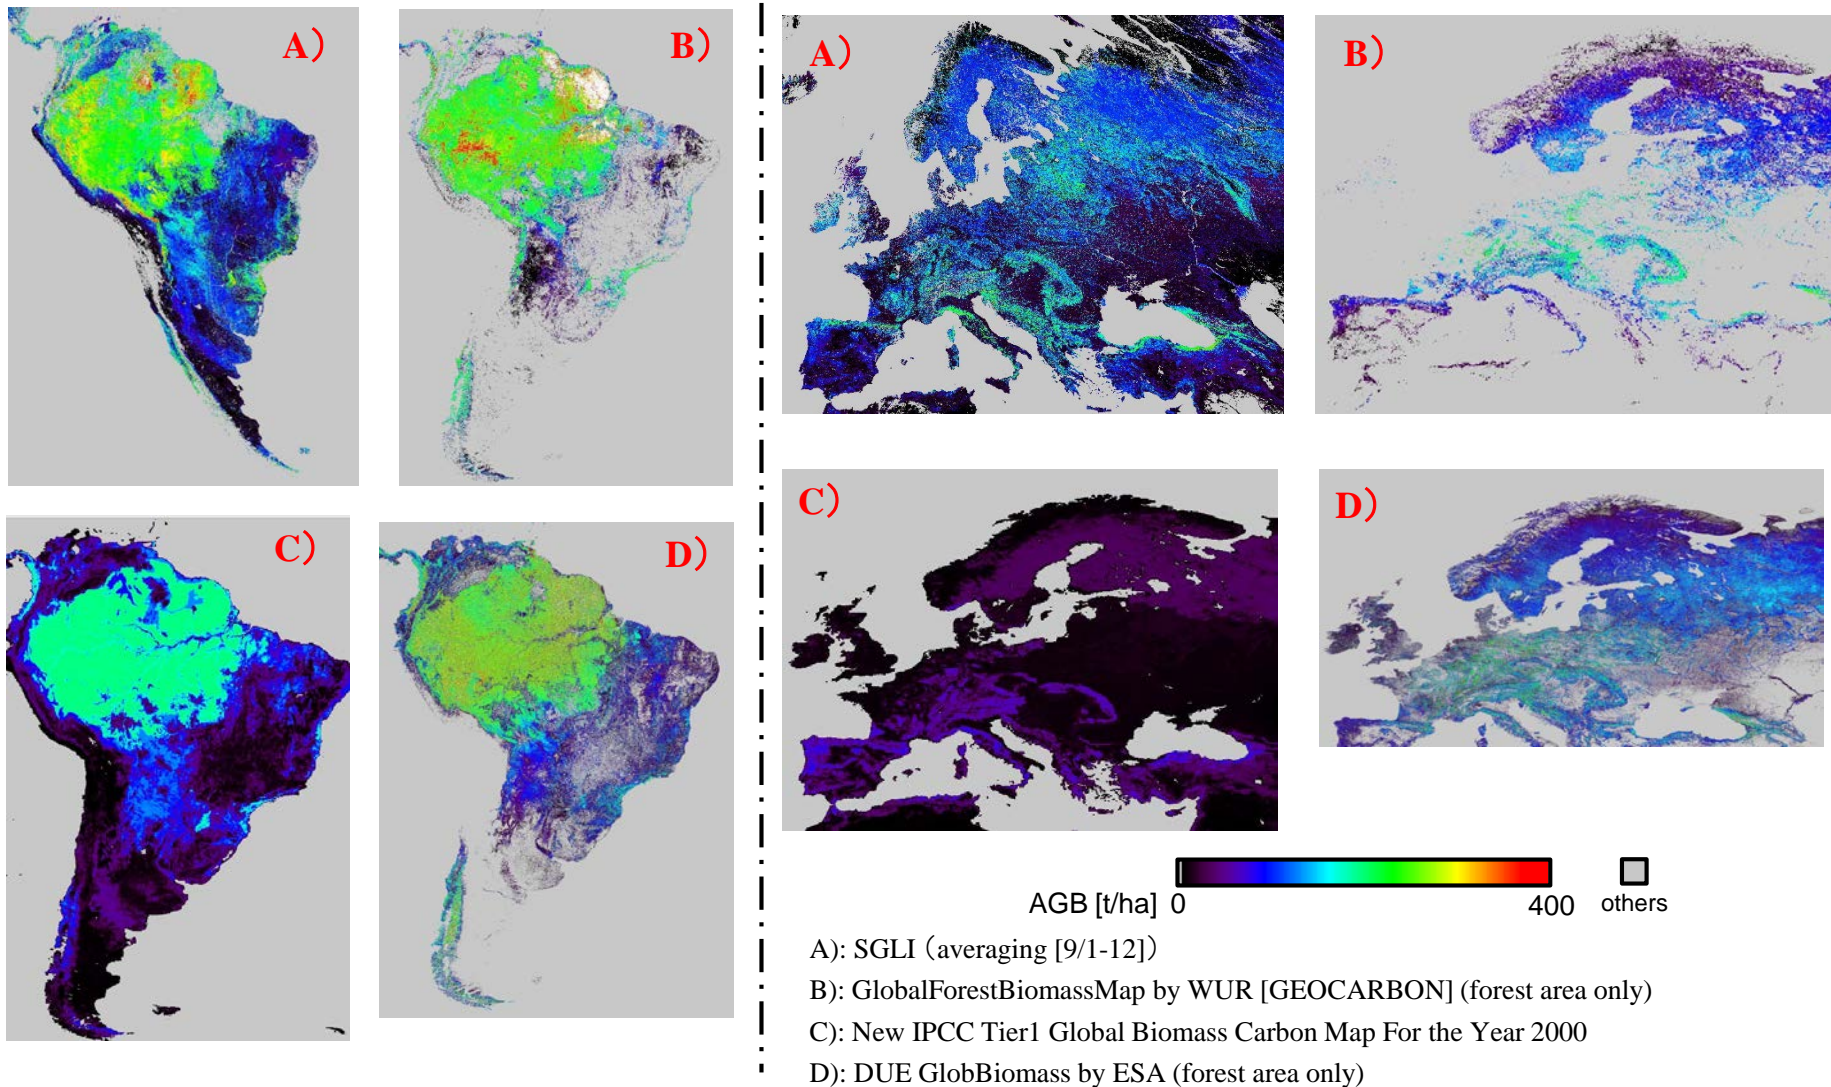 A）
B）
A）
B）
C）
D）
C）
D）
AGB [t/ha] 0 400 others
A): SGLI（averaging [9/1-12]）
B): GlobalForestBiomassMap by WUR [GEOCARBON] (forest area only)
C): New IPCC Tier1 Global Biomass Carbon Map For the Year 2000
D): DUE GlobBiomass by ESA (forest area only)